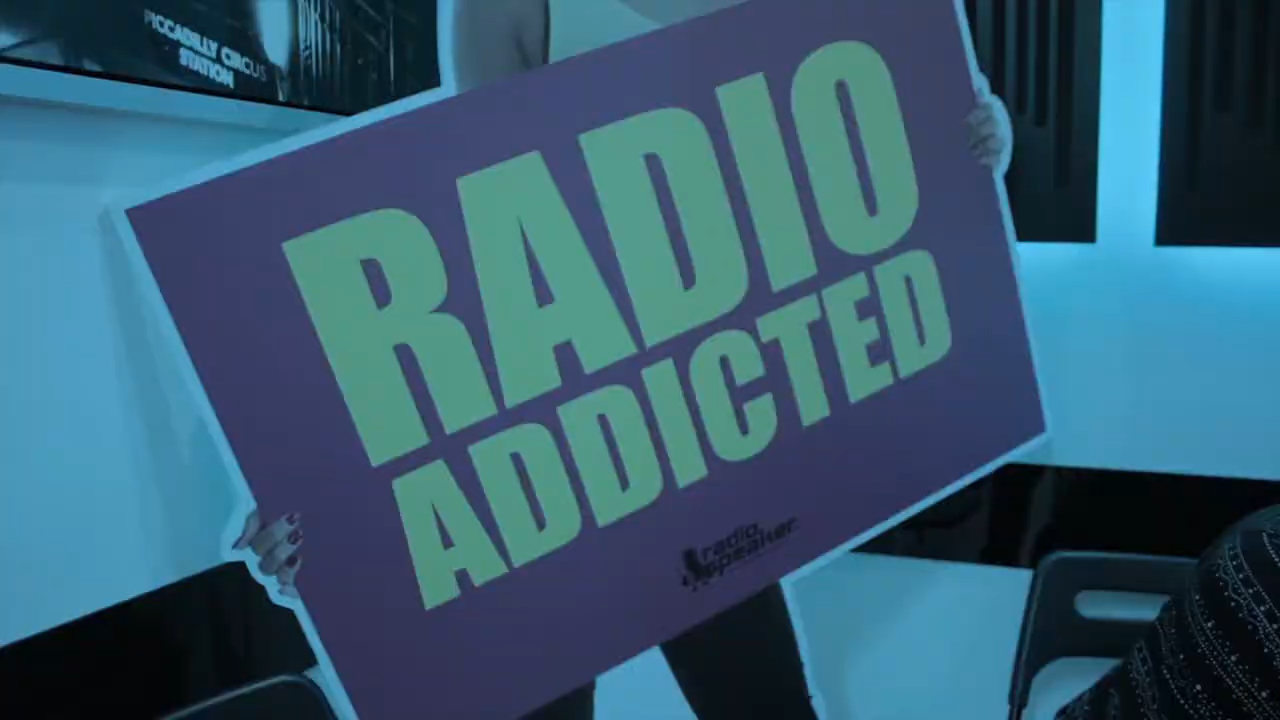 PICCADILLY CIRCUS
STATION
RADIO
ADDICTED
radio
speaker